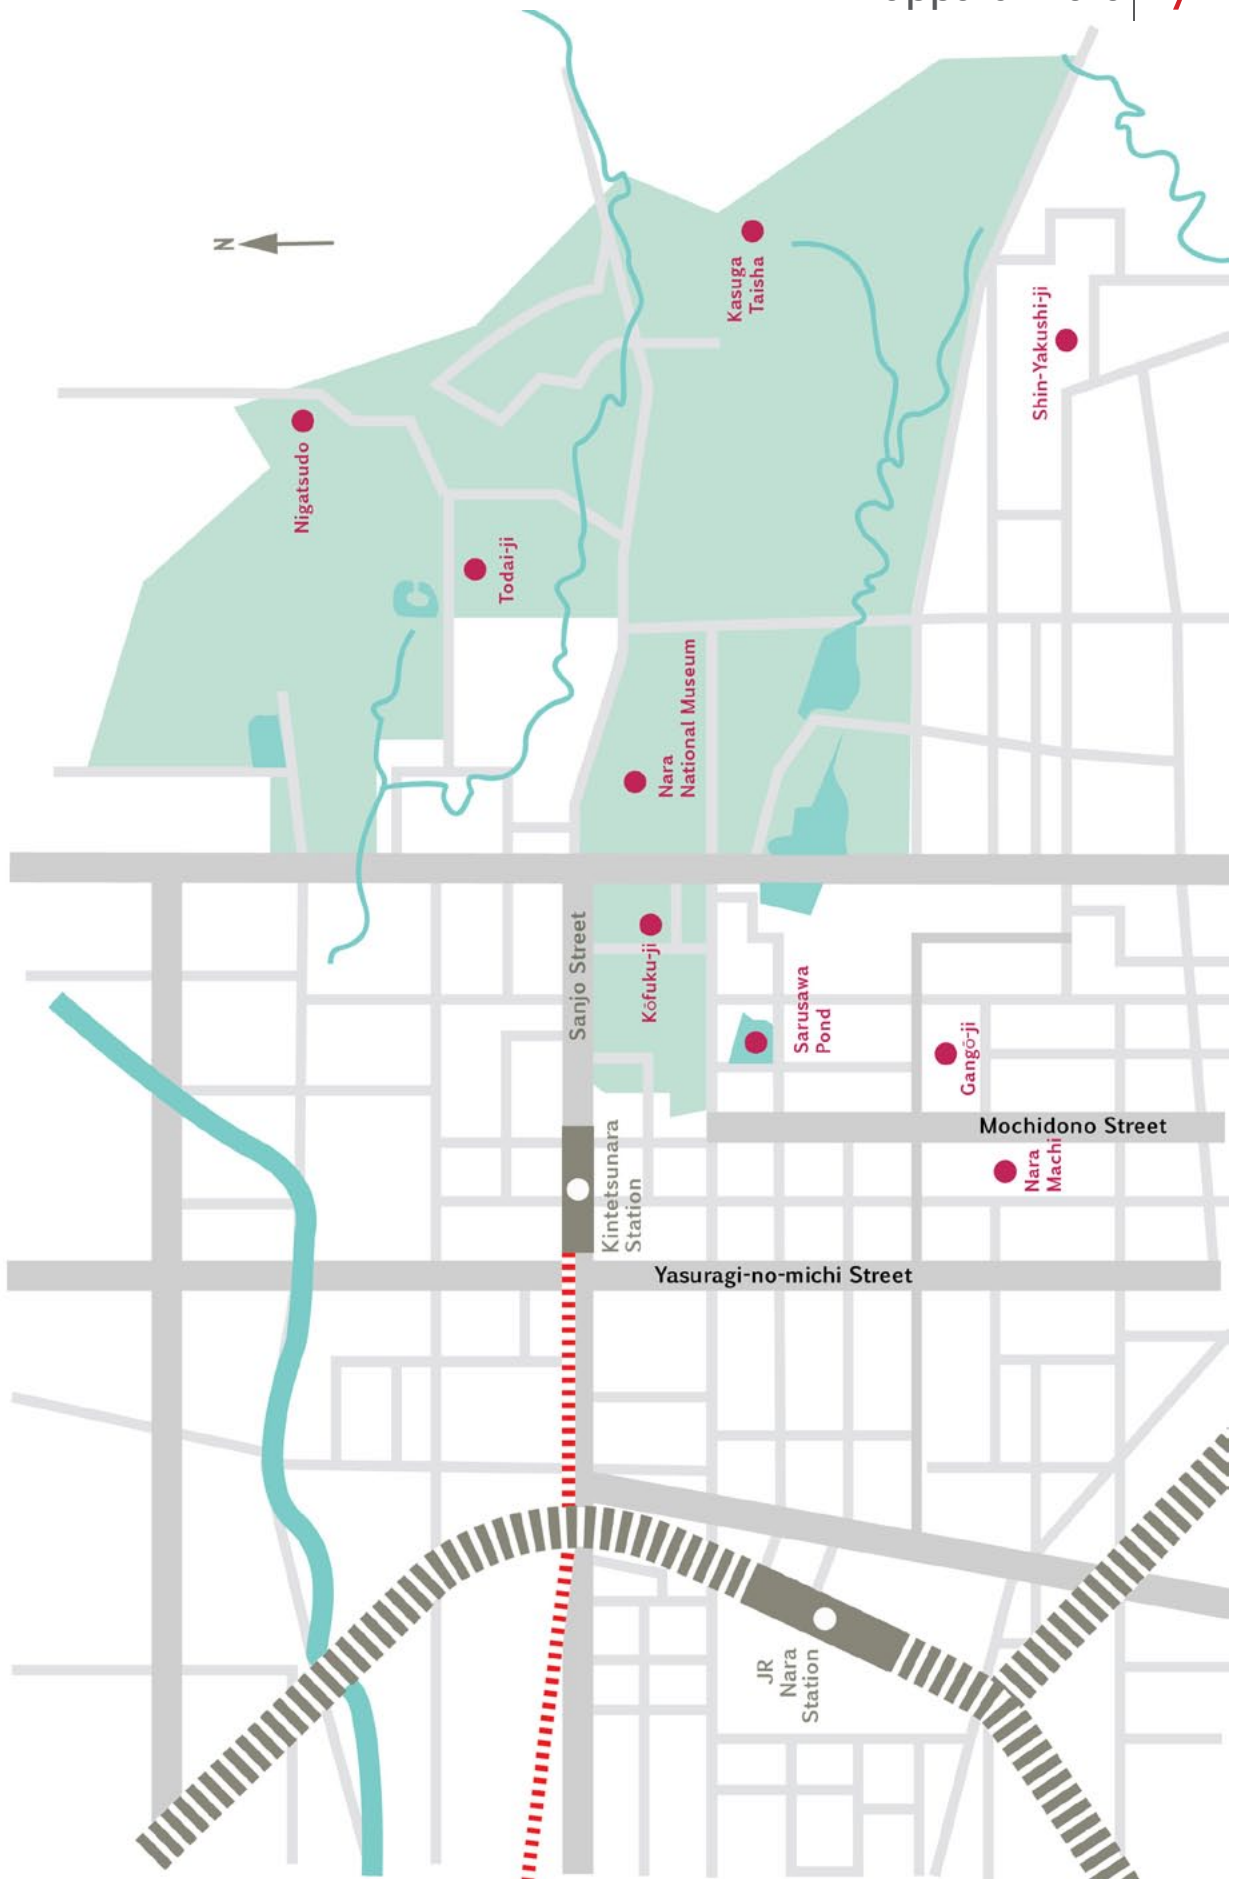 N
Kasuga
Taisha
Shin-Yakushi-ji
Nigatsudo
Todai-ji
Nara
National Museum
Sanjo Street
Kōfuku-ji
Sarusawa
Pond
Gangō-ji
Mochidono Street
Nara
Machi
Kintetsunara
Station
Yasuragi-no-michi Street
JR
Nara
Station